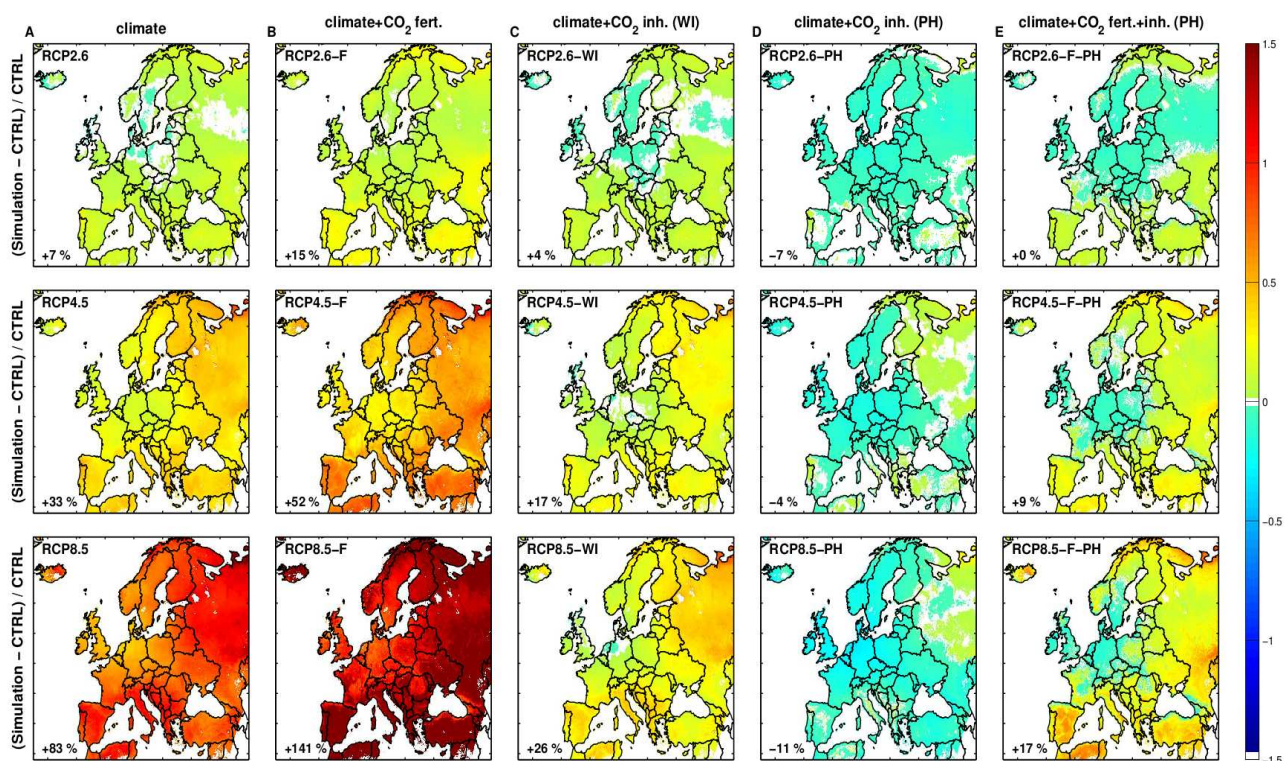 A climate
B climate+CO2 fert.
C climate+CO2 inh. (WI)
D climate+CO2 inh. (PH)
E climate+CO2 fert.+inh. (PH)
(Simulation − CTRL) / CTRL
RCP2.6
+7 %
RCP2.6−F
+15 %
RCP2.6−WI
+4 %
RCP2.6−PH
−7 %
RCP2.6−F−PH
+0 %
(Simulation − CTRL) / CTRL
RCP4.5
+33 %
RCP4.5−F
+52 %
RCP4.5−WI
+17 %
RCP4.5−PH
−4 %
RCP4.5−F−PH
+9 %
(Simulation − CTRL) / CTRL
RCP8.5
+83 %
RCP8.5−F
+141 %
RCP8.5−WI
+26 %
RCP8.5−PH
−11 %
RCP8.5−F−PH
+17 %
1.5
1
0.5
0
−0.5
−1
−1.5